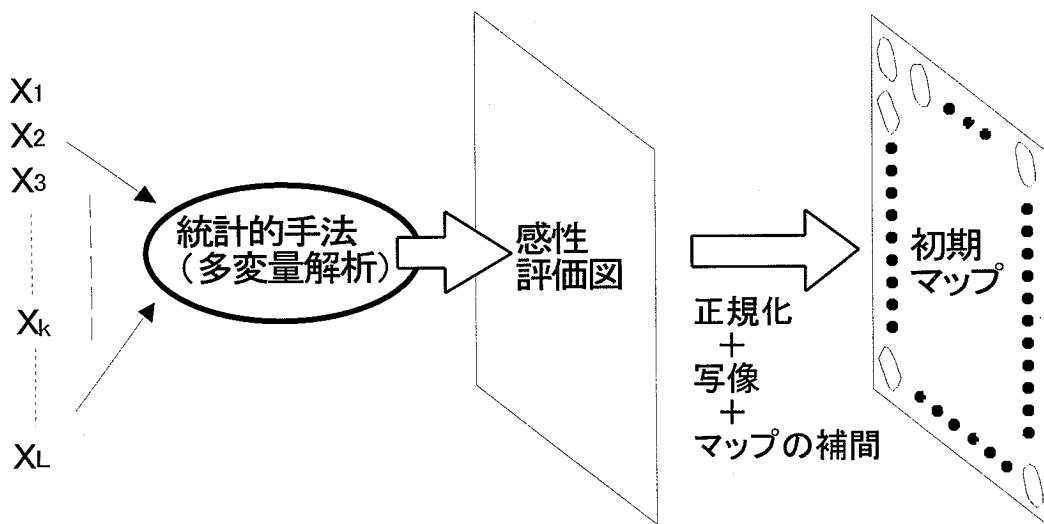 X1
X2
X3
Xk
XL
統計的手法
(多変量解析)
感性
評価図
正規化
+
写像
+
マップの補間
初期
マップ